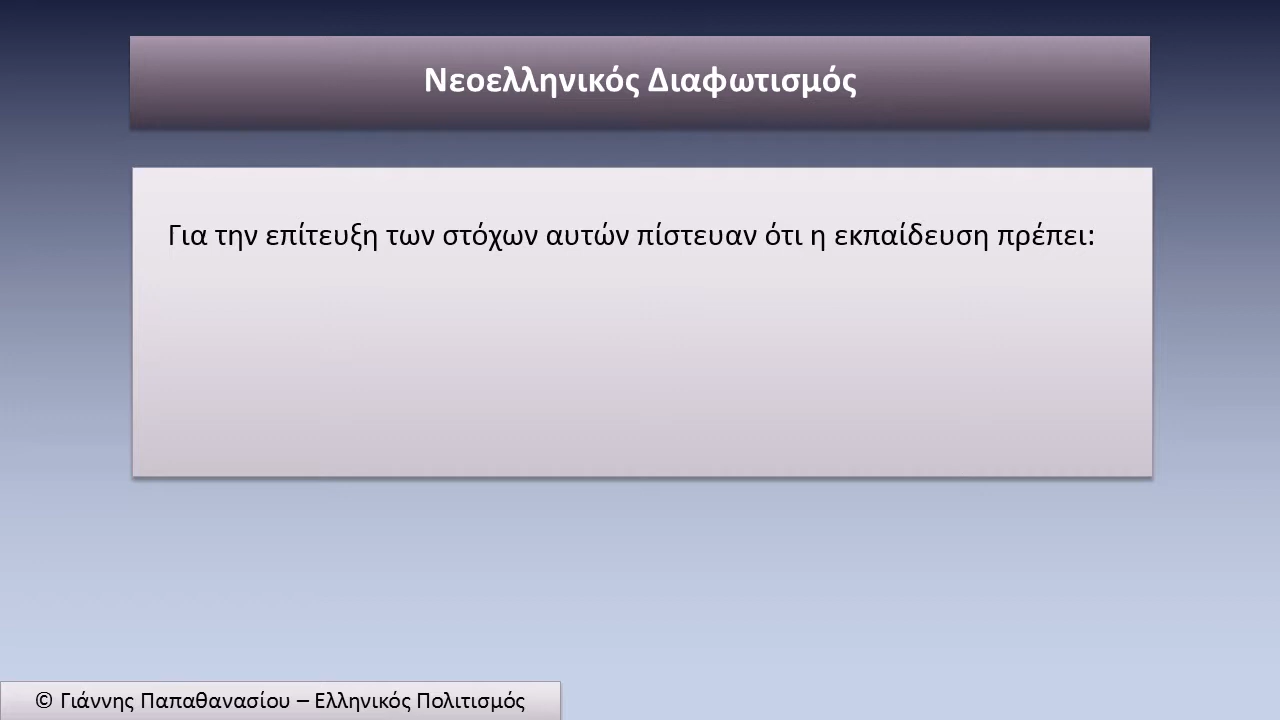 Νεοελληνικός Διαφωτισμός
Για την επίτευξη των στόχων αυτών πίστευαν ότι η εκπαίδευση πρέπει:
© Γιάννης Παπαθανασίου – Ελληνικός Πολιτισμός